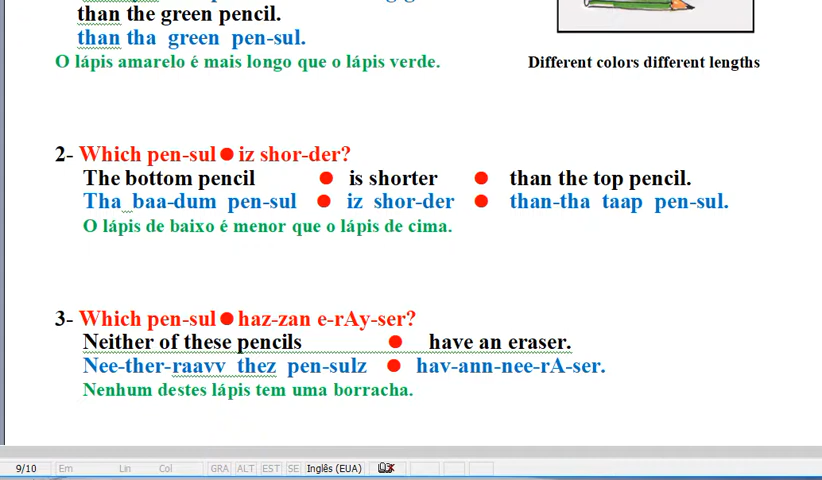 than the green pencil.
than tha green pen-sul.
O lápis amarelo é mais longo que o lápis verde.
Different colors different lengths
2- Which pen-sul ● iz shor-der?
The bottom pencil ● is shorter ● than the top pencil.
Tha baa-dum pen-sul ● iz shor-der ● than-tha taap pen-sul.
O lápis de baixo é menor que o lápis de cima.
3- Which pen-sul ● haz-zan e-rAy-ser?
Neither of these pencils ● have an eraser.
Nee-ther-raavv thez pen-sulz ● hav-ann-nee-rA-ser.
Nenhum destes lápis tem uma borracha.
9/10 Em Lin Col GRA ALT EST SE Inglês (EUA)